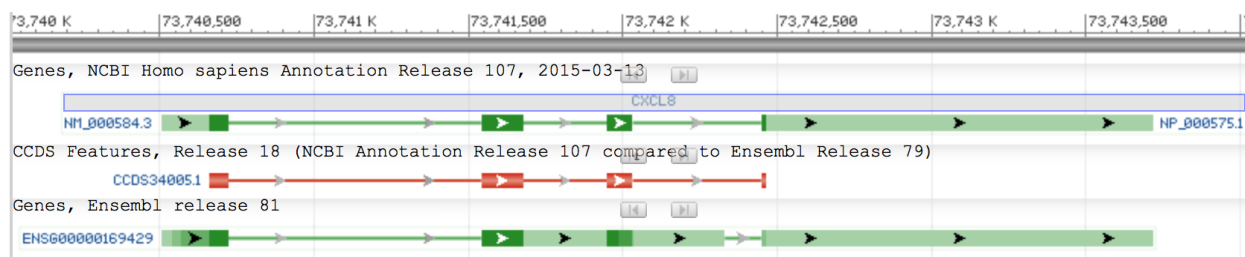 73,740 K 73,740,500 73,741 K 73,741,500 73,742 K 73,742,500 73,743 K 73,743,500
Genes, NCBI Homo sapiens Annotation Release 107, 2015-03-13
CXCL8
NM_000584.3 NP_000575.1
CCDS Features, Release 18 (NCBI Annotation Release 107 compared to Ensembl Release 79)
CCDS34005.1
Genes, Ensembl release 81
ENSG00000169429